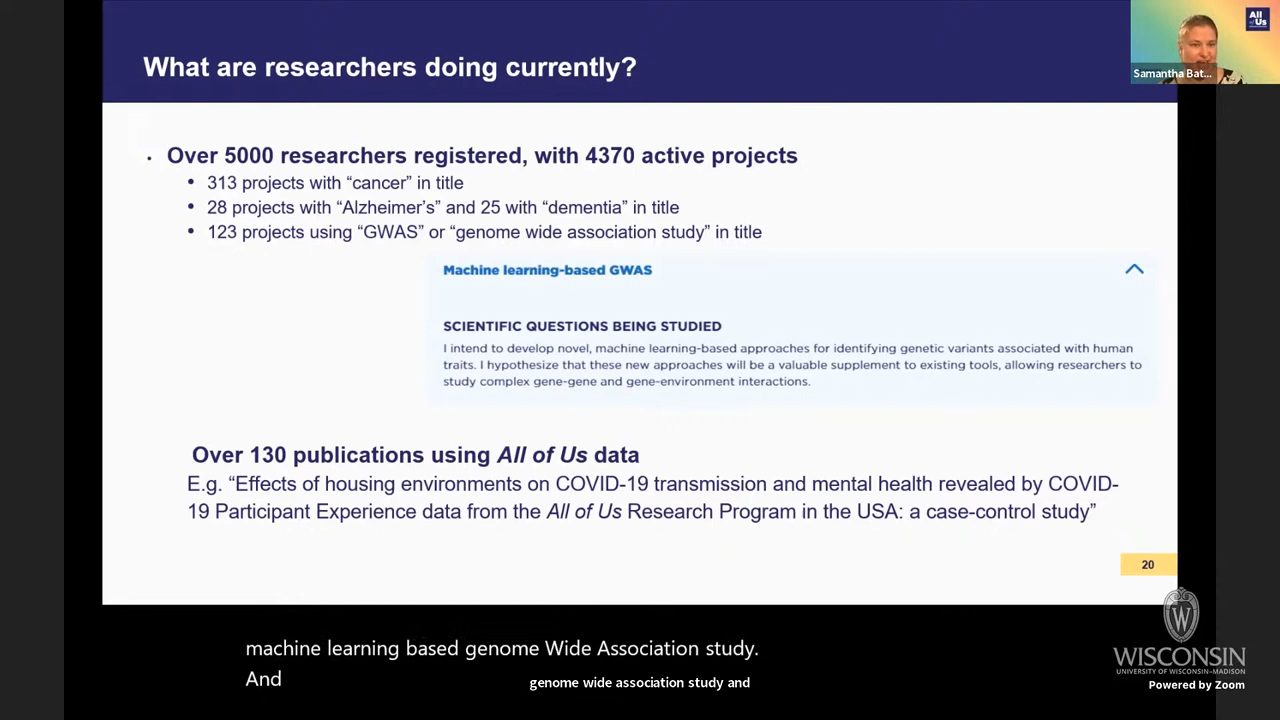 What are researchers doing currently?
All
of Us
Samantha Bat...
• Over 5000 researchers registered, with 4370 active projects
• 313 projects with “cancer” in title
• 28 projects with “Alzheimer’s” and 25 with “dementia” in title
• 123 projects using “GWAS” or “genome wide association study” in title
Machine learning-based GWAS
SCIENTIFIC QUESTIONS BEING STUDIED
I intend to develop novel, machine learning-based approaches for identifying genetic variants associated with human
traits. I hypothesize that these new approaches will be a valuable supplement to existing tools, allowing researchers to
study complex gene-gene and gene-environment interactions.
Over 130 publications using All of Us data
E.g. “Effects of housing environments on COVID-19 transmission and mental health revealed by COVID-
19 Participant Experience data from the All of Us Research Program in the USA: a case-control study”
20
machine learning based genome Wide Association study.
And
genome wide association study and
W
WISCONSIN
UNIVERSITY OF WISCONSIN–MADISON
Powered by Zoom